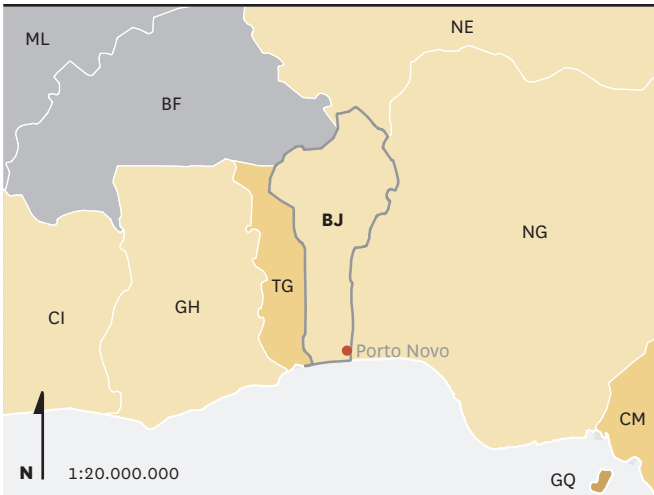 NE
ML
BF
BJ
NG
TG
GH
CI
Porto Novo
CM
N 1:20.000.000
GQ